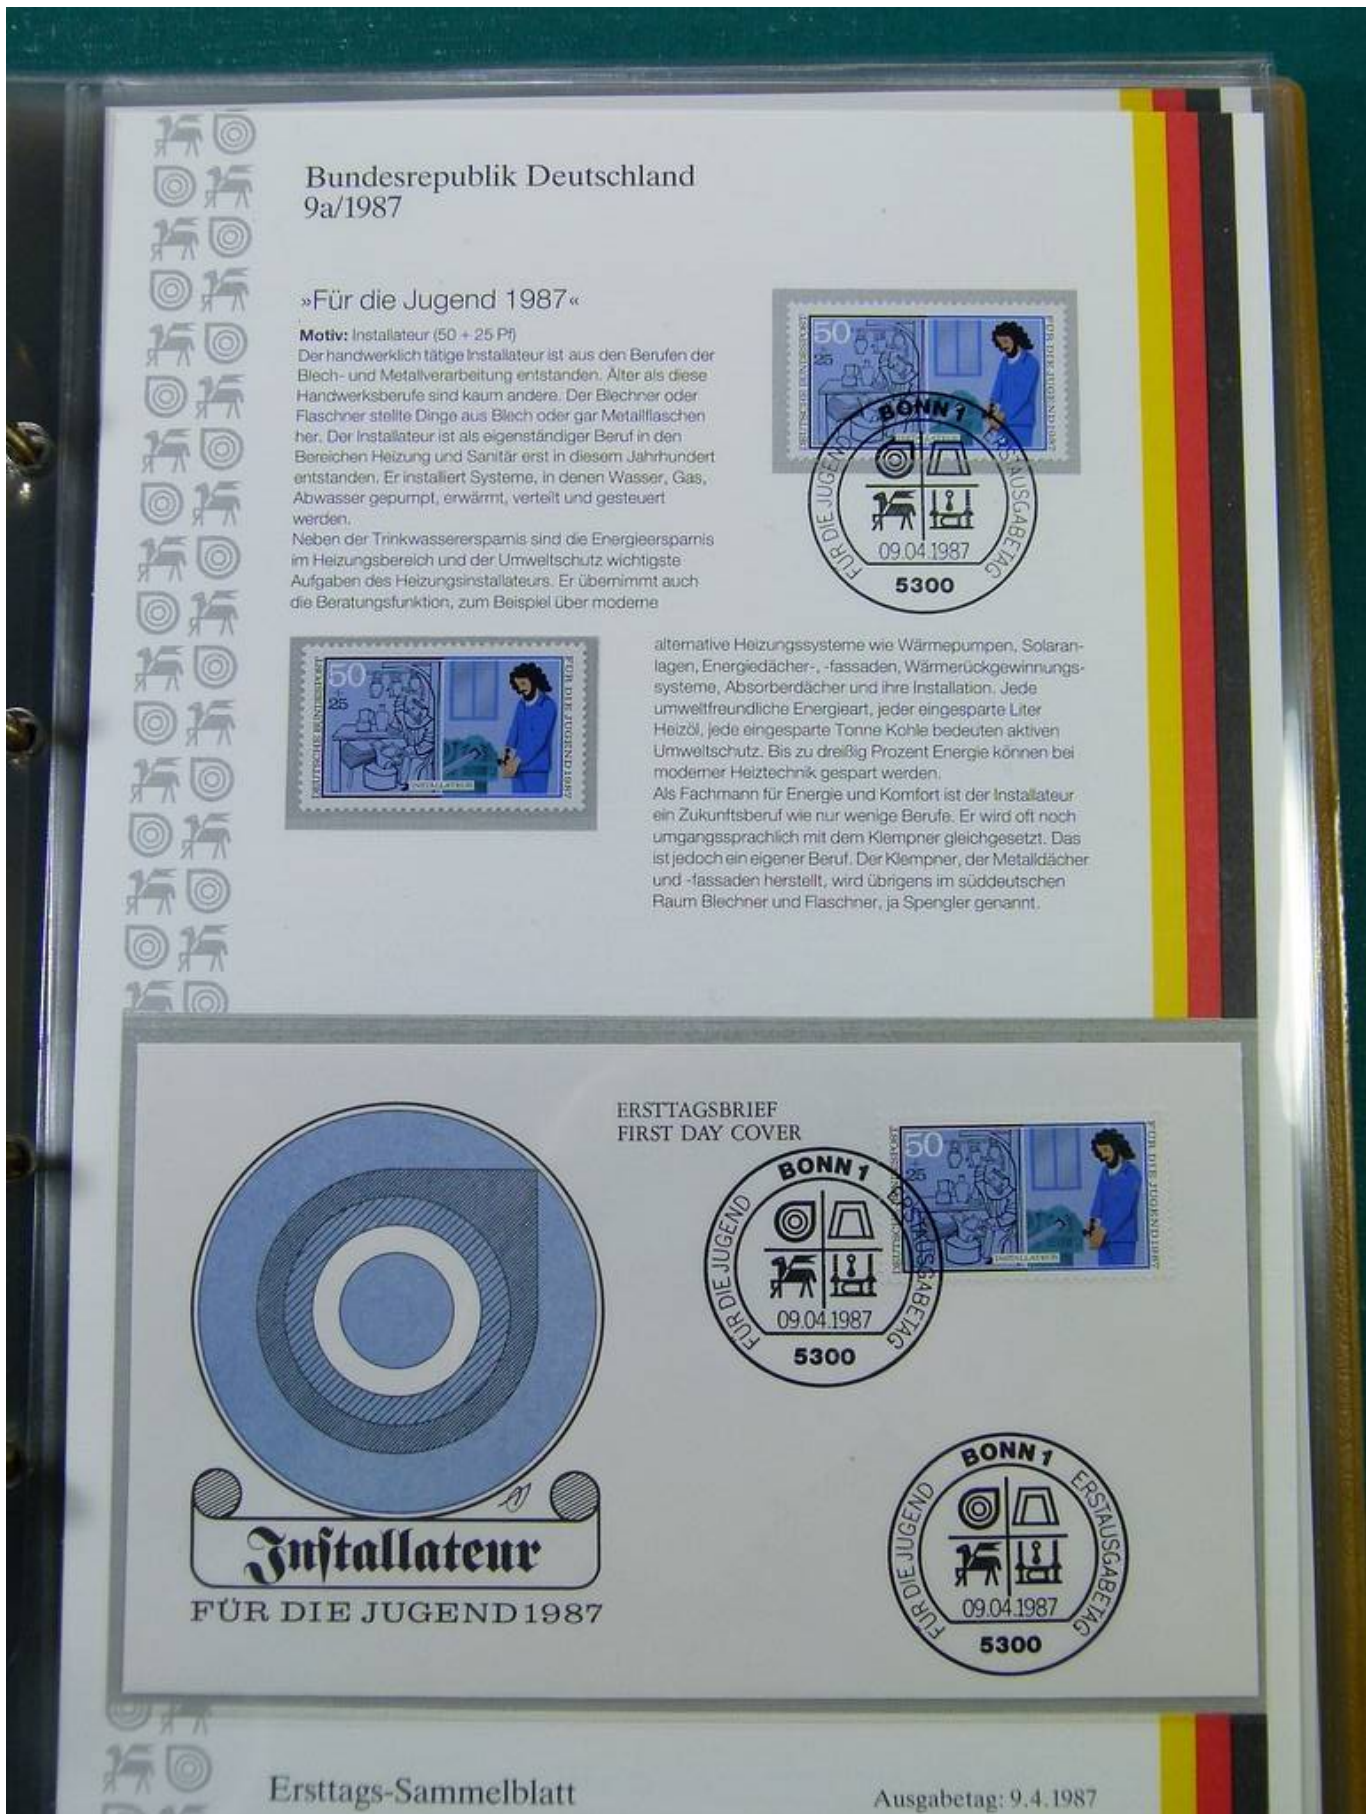 Bundesrepublik Deutschland
9a/1987
»Für die Jugend 1987«
Motiv: Installateur (50 + 25 Pf)
Der handwerklich tätige Installateur ist aus den Berufen der
Blech- und Metallverarbeitung entstanden. Älter als diese
Handwerksberufe sind kaum andere. Der Blechner oder
Flaschner stellte Dinge aus Blech oder gar Metallflaschen
her. Der Installateur ist als eigenständiger Beruf in den
Bereichen Heizung und Sanitär erst in diesem Jahrhundert
entstanden. Er installiert Systeme, in denen Wasser, Gas,
Abwasser gepumpt, erwärmt, verteilt und gesteuert
werden.
Neben der Trinkwasserersparnis sind die Energieersparnis
im Heizungsbereich und der Umweltschutz wichtigste
Aufgaben des Heizungsinstallateurs. Er übernimmt auch
die Beratungsfunktion, zum Beispiel über moderne
50
+
25
DEUTSCHE BUNDESPOST
FÜR DIE JUGEND 1987
BONN 1
FÜR DIE JUGEND
ERSTAUSGABETAG
09.04.1987
5300
50
+
25
DEUTSCHE BUNDESPOST
FÜR DIE JUGEND 1987
INSTALLATEUR
alternative Heizungssysteme wie Wärmepumpen, Solaran-
lagen, Energiedächer-, -fassaden, Wärmerückgewinnungs-
systeme, Absorberdächer und ihre Installation. Jede
umweltfreundliche Energieart, jeder eingesparte Liter
Heizöl, jede eingesparte Tonne Kohle bedeuten aktiven
Umweltschutz. Bis zu dreißig Prozent Energie können bei
moderner Heiztechnik gespart werden.
Als Fachmann für Energie und Komfort ist der Installateur
ein Zukunftsberuf wie nur wenige Berufe. Er wird oft noch
umgangssprachlich mit dem Klempner gleichgesetzt. Das
ist jedoch ein eigener Beruf. Der Klempner, der Metalldächer
und -fassaden herstellt, wird übrigens im süddeutschen
Raum Blechner und Flaschner, ja Spengler genannt.
ERSTTAGSBRIEF
FIRST DAY COVER
50
+
25
DEUTSCHE BUNDESPOST
FÜR DIE JUGEND 1987
INSTALLATEUR
BONN 1
FÜR DIE JUGEND
ERSTAUSGABETAG
09.04.1987
5300
Installateur
FÜR DIE JUGEND 1987
BONN 1
FÜR DIE JUGEND
ERSTAUSGABETAG
09.04.1987
5300
Ersttags-Sammelblatt
Ausgabetag: 9.4.1987